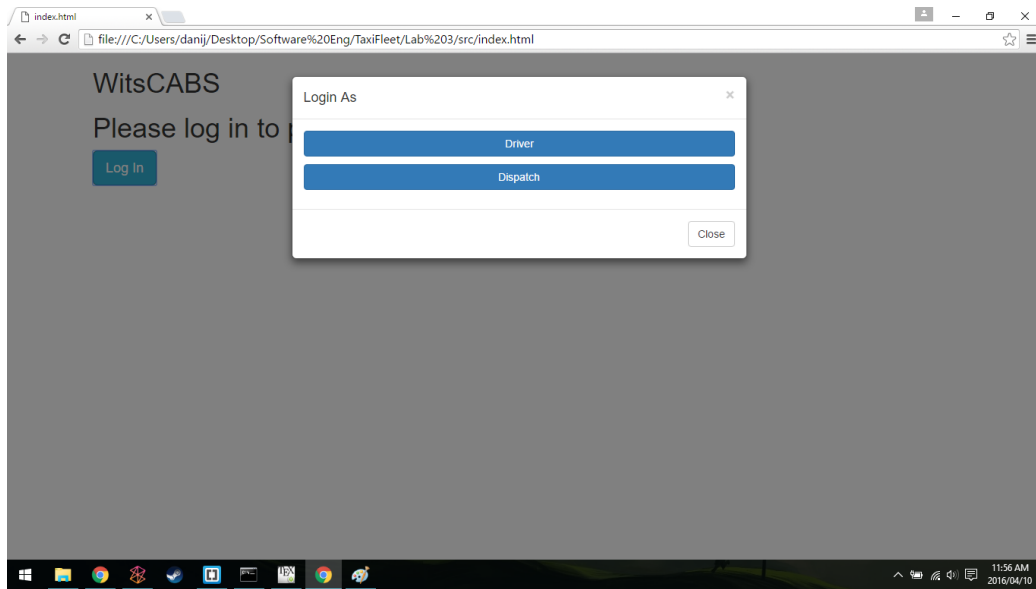 index.html
file:///C:/Users/danij/Desktop/Software%20Eng/TaxiFleet/Lab%203/src/index.html
WitsCABS
Please log in to
Log In
Login As
×
Driver
Dispatch
Close
11:56 AM
2016/04/10